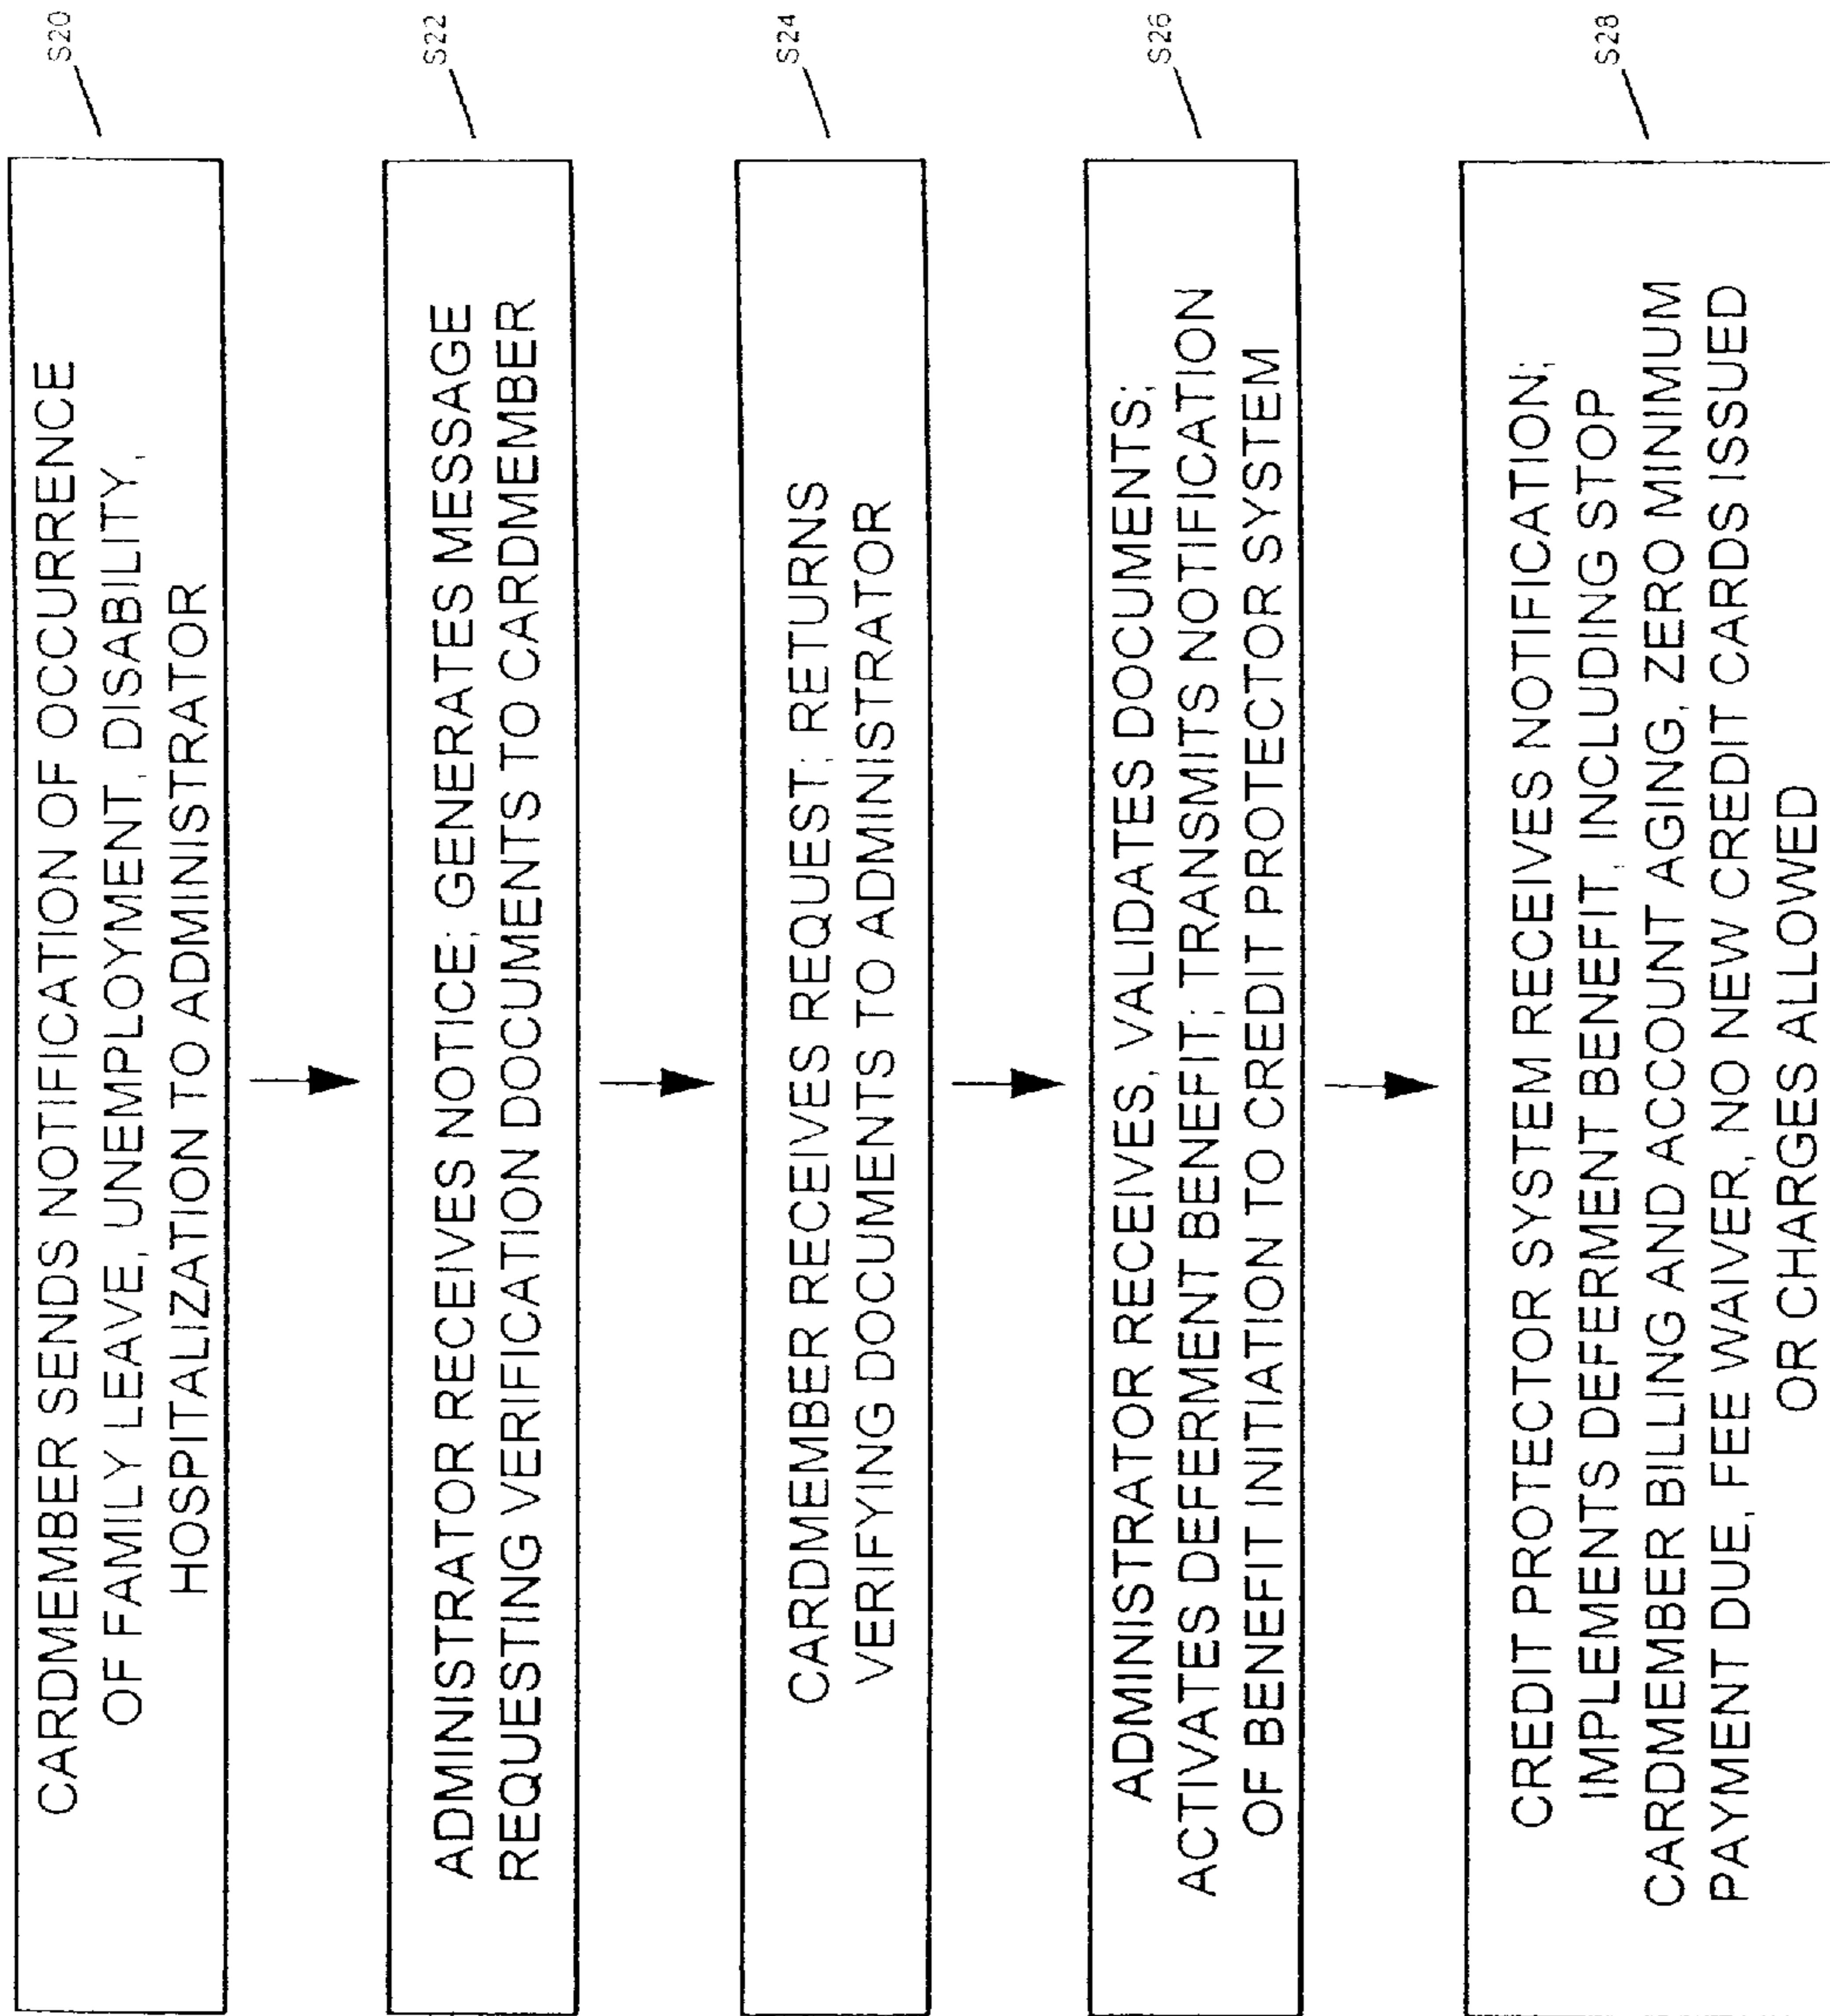 CARDMEMBER SENDS NOTIFICATION OF OCCURRENCE
OF FAMILY LEAVE, UNEMPLOYMENT, DISABILITY,
HOSPITALIZATION TO ADMINISTRATOR
S20
ADMINISTRATOR RECEIVES NOTICE; GENERATES MESSAGE
REQUESTING VERIFICATION DOCUMENTS TO CARDMEMBER
S22
CARDMEMBER RECEIVES REQUEST; RETURNS
VERIFYING DOCUMENTS TO ADMINISTRATOR
S24
ADMINISTRATOR RECEIVES, VALIDATES DOCUMENTS;
ACTIVATES DEFERMENT BENEFIT; TRANSMITS NOTIFICATION
OF BENEFIT INITIATION TO CREDIT PROTECTOR SYSTEM
S26
CREDIT PROTECTOR SYSTEM RECEIVES NOTIFICATION;
IMPLEMENTS DEFERMENT BENEFIT, INCLUDING STOP
CARDMEMBER BILLING AND ACCOUNT AGING, ZERO MINIMUM
PAYMENT DUE, FEE WAIVER, NO NEW CREDIT CARDS ISSUED
OR CHARGES ALLOWED
S28